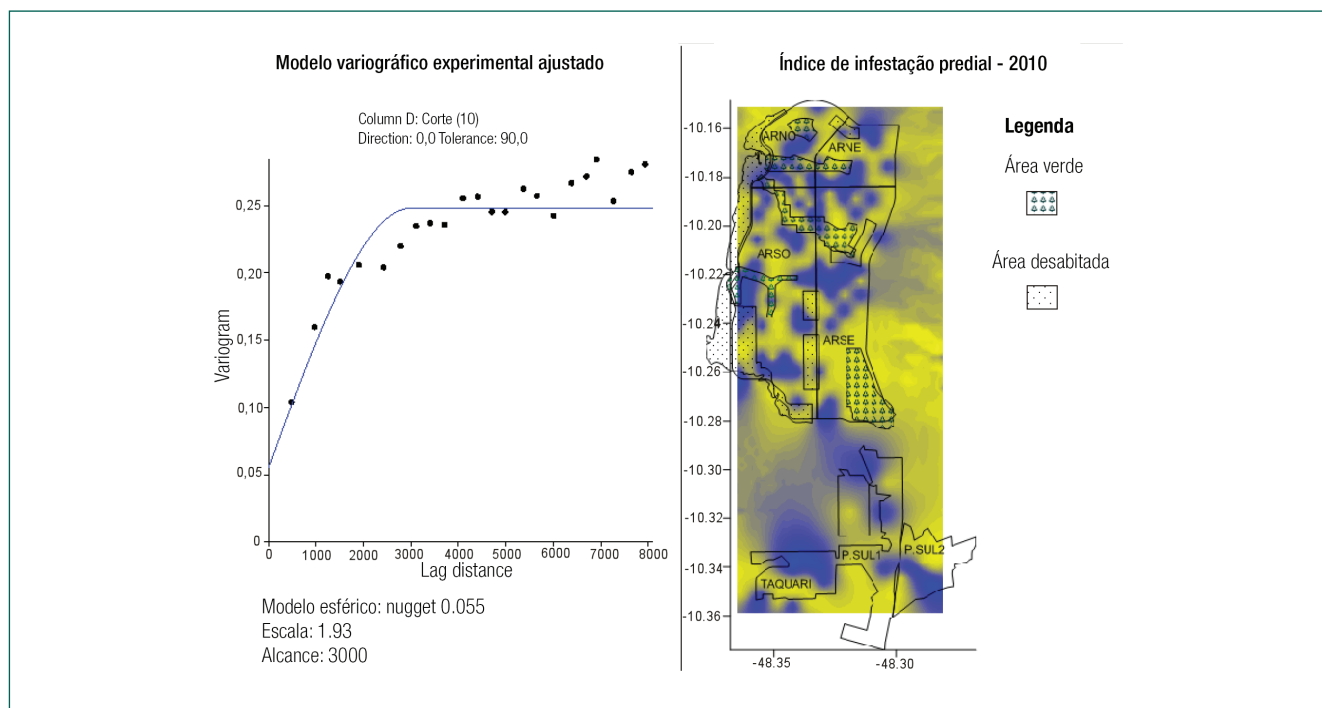 Modelo variográfico experimental ajustado
Column D: Corte (10)
Direction: 0,0 Tolerance: 90,0
Variogram
0,25
0,20
0,15
0,10
0,05
0
0 1000 2000 3000 4000 5000 6000 7000 8000
Lag distance
Modelo esférico: nugget 0.055
Escala: 1.93
Alcance: 3000
Índice de infestação predial - 2010
-10.16
-10.18
-10.20
-10.22
-10.24
-10.26
-10.28
-10.30
-10.32
-10.34
-10.36
-48.35 -48.30
ARNO
ARNE
ARSO
ARSE
P.SUL1
P.SUL2
TAQUARI
Legenda
Área verde
Área desabitada